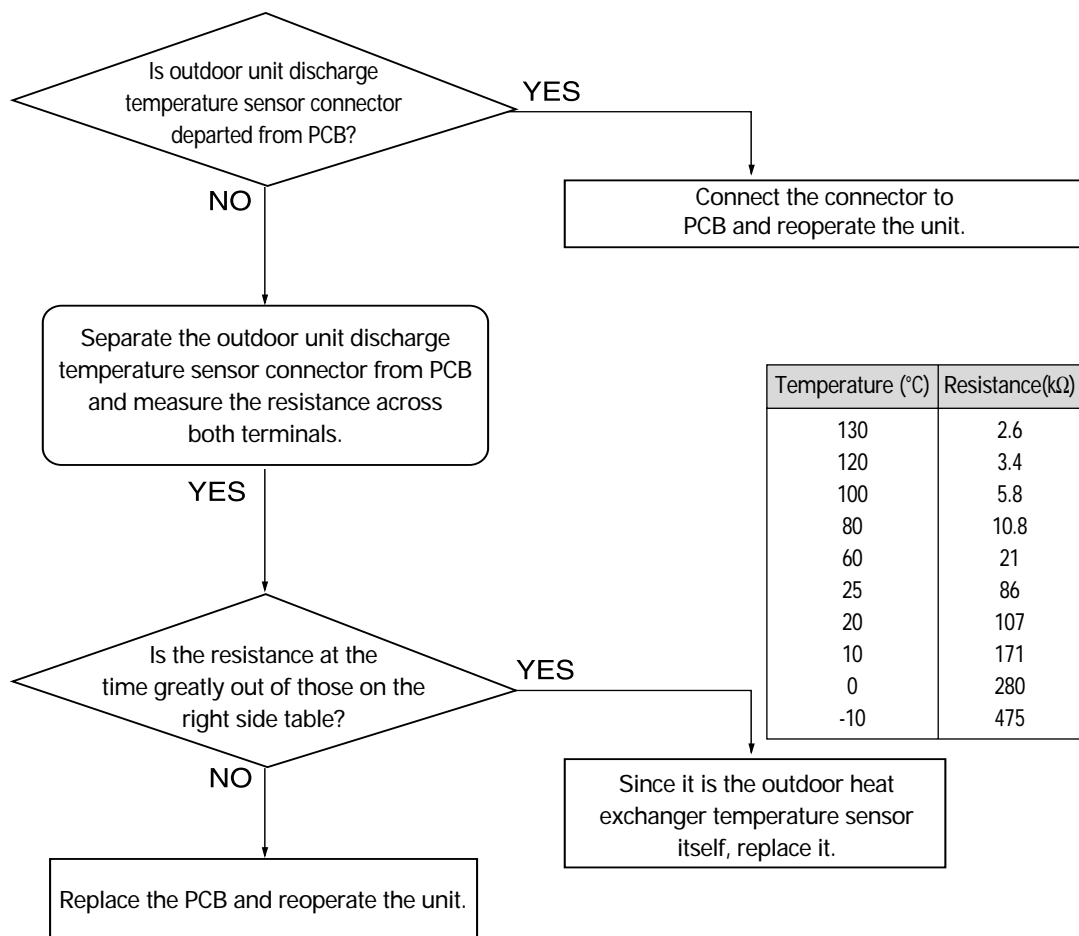 Is outdoor unit discharge
temperature sensor connector
departed from PCB?
YES
NO
Connect the connector to
PCB and reoperate the unit.
Separate the outdoor unit discharge
temperature sensor connector from PCB
and measure the resistance across
both terminals.
YES
Temperature (°C) Resistance(kΩ)
130 2.6
120 3.4
100 5.8
80 10.8
60 21
25 86
20 107
10 171
0 280
-10 475
Is the resistance at the
time greatly out of those on the
right side table?
YES
NO
Since it is the outdoor heat
exchanger temperature sensor
itself, replace it.
Replace the PCB and reoperate the unit.